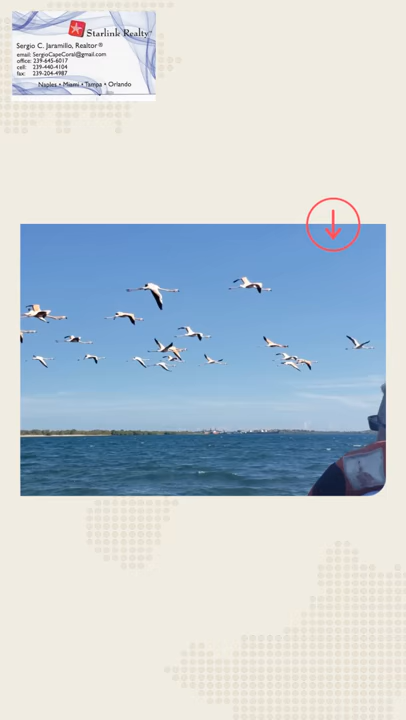 Starlink Realty
Sergio C. Jaramillo, Realtor®
email: SergioCapeCoral@gmail.com
office: 239-645-6017
cell: 239-440-4104
fax: 239-204-4987
Naples • Miami • Tampa • Orlando